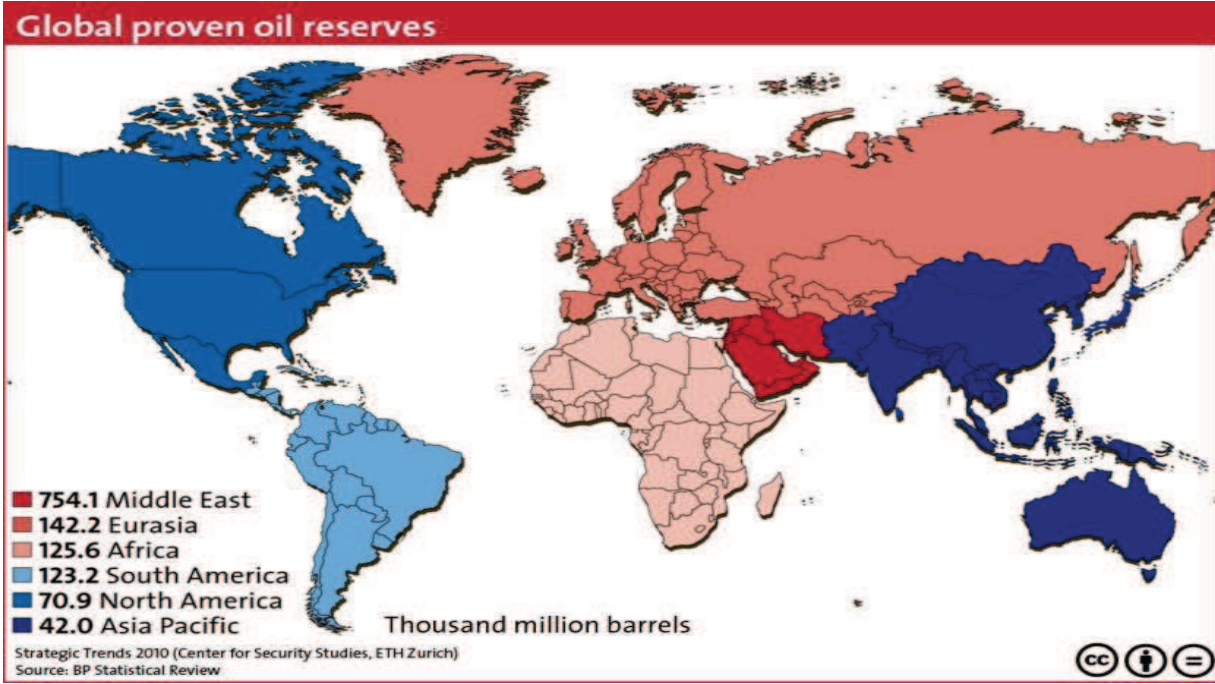 Global proven oil reserves
754.1 Middle East
142.2 Eurasia
125.6 Africa
123.2 South America
70.9 North America
42.0 Asia Pacific
Thousand million barrels
Strategic Trends 2010 (Center for Security Studies, ETH Zurich)
Source: BP Statistical Review
cc
=